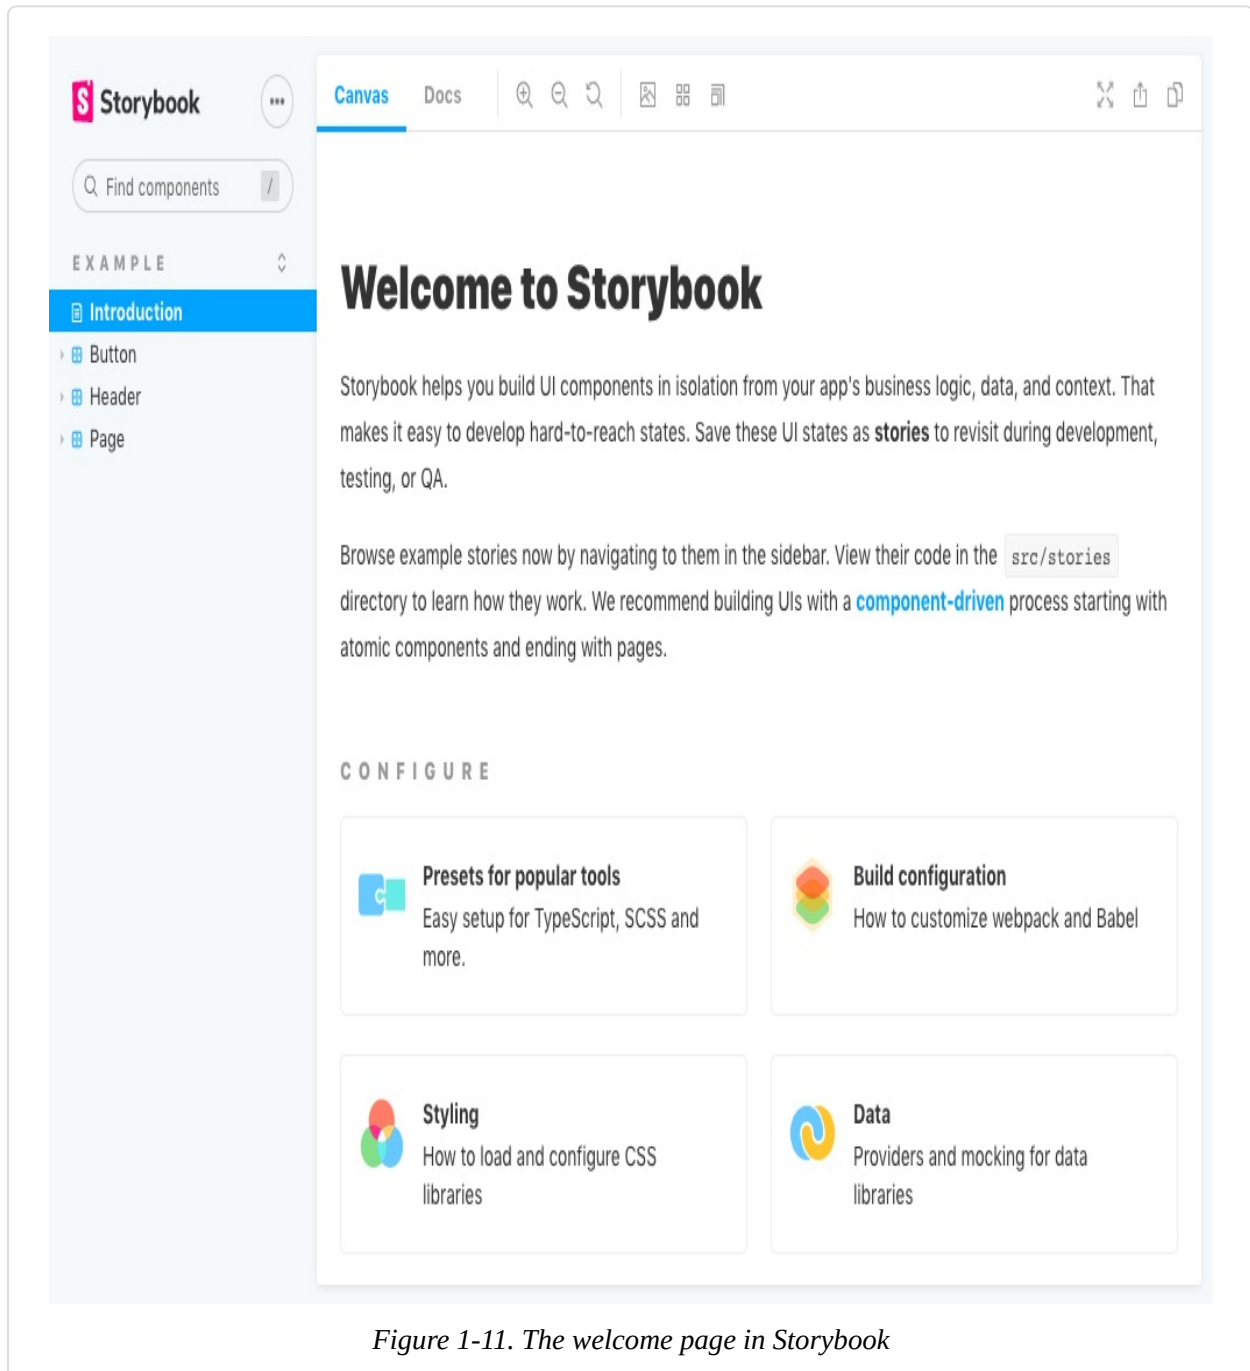 Storybook
Find components /
EXAMPLE
Introduction
Button
Header
Page
Canvas Docs
Welcome to Storybook
Storybook helps you build UI components in isolation from your app's business logic, data, and context. That
makes it easy to develop hard-to-reach states. Save these UI states as stories to revisit during development,
testing, or QA.
Browse example stories now by navigating to them in the sidebar. View their code in the src/stories
directory to learn how they work. We recommend building UIs with a component-driven process starting with
atomic components and ending with pages.
CONFIGURE
Presets for popular tools
Easy setup for TypeScript, SCSS and
more.
Build configuration
How to customize webpack and Babel
Styling
How to load and configure CSS
libraries
Data
Providers and mocking for data
libraries
Figure 1-11. The welcome page in Storybook